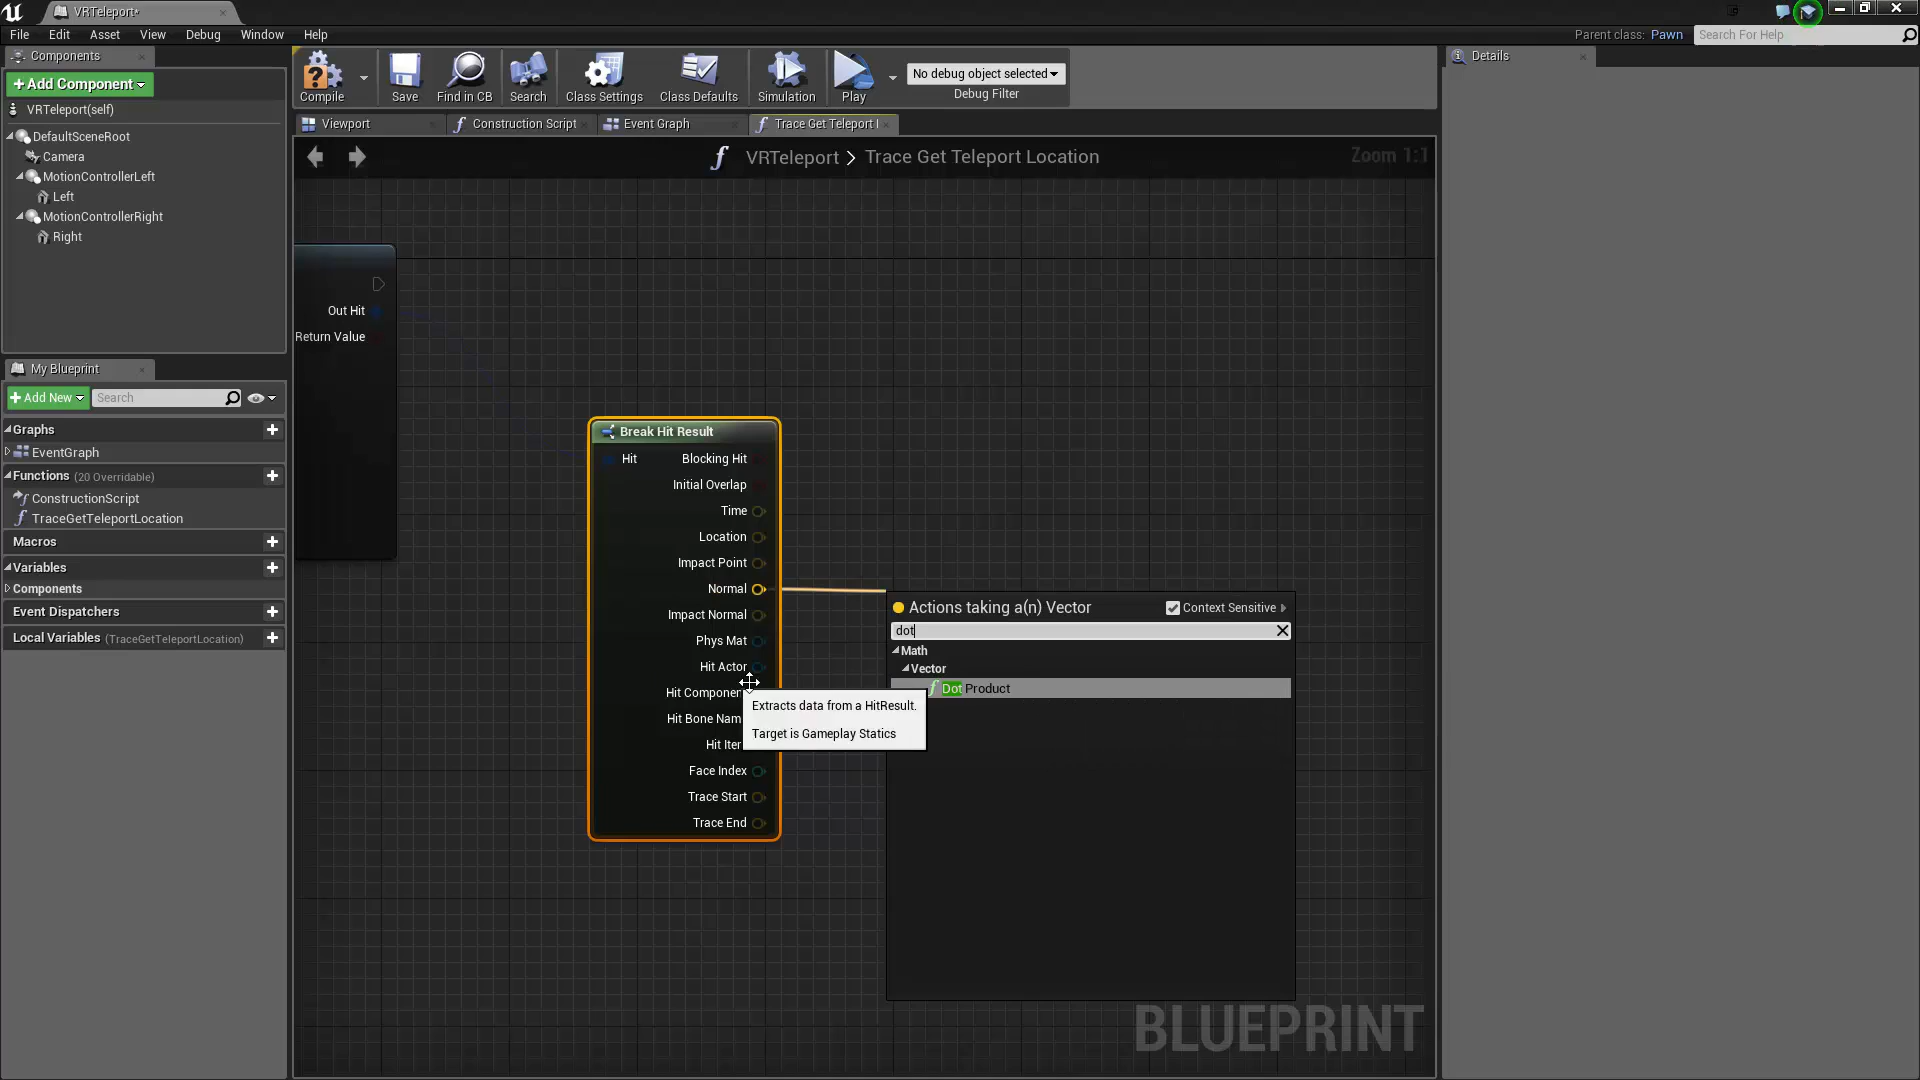 VRTeleport*
File Edit Asset View Debug Window Help
Parent class: Pawn
Search For Help
Components
+Add Component
VRTeleport(self)
DefaultSceneRoot
Camera
MotionControllerLeft
Left
MotionControllerRight
Right
Compile
Save
Find in CB
Search
Class Settings
Class Defaults
Simulation
Play
No debug object selected
Debug Filter
Details
Viewport
Construction Script
Event Graph
Trace Get Teleport l
VRTeleport > Trace Get Teleport Location
Zoom 1:1
My Blueprint
+Add New
Search
Graphs
EventGraph
Functions (20 Overridable)
ConstructionScript
TraceGetTeleportLocation
Macros
Variables
Components
Event Dispatchers
Local Variables (TraceGetTeleportLocation)
Out Hit
Return Value
Break Hit Result
Hit
Blocking Hit
Initial Overlap
Time
Location
Impact Point
Normal
Impact Normal
Phys Mat
Hit Actor
Hit Componen
Hit Bone Nam
Hit Iter
Face Index
Trace Start
Trace End
Extracts data from a HitResult.
Target is Gameplay Statics
Actions taking a(n) Vector
Context Sensitive
dot
Math
Vector
Dot Product
BLUEPRINT